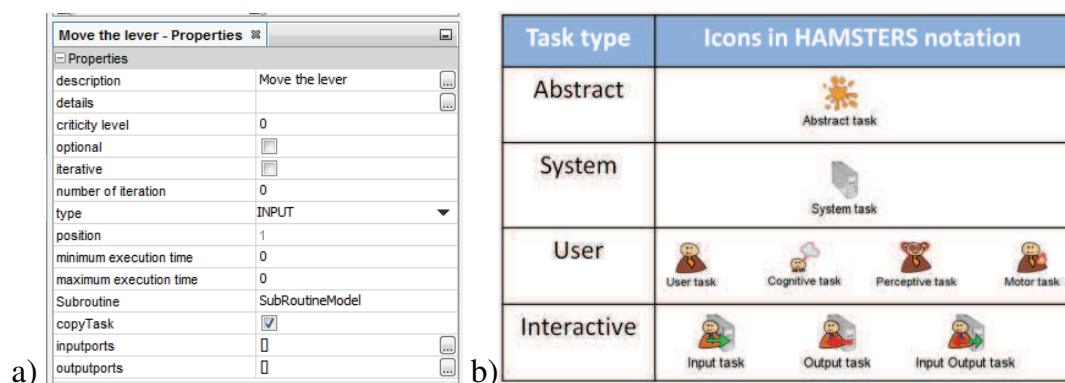 Move the lever - Properties
Properties
description Move the lever ...
details ...
criticity level 0
optional
iterative
number of iteration 0
type INPUT
position 1
minimum execution time 0
maximum execution time 0
Subroutine SubRoutineModel
copyTask
inputports [] ...
outputports [] ...
a)
b)
Task type Icons in HAMSTERS notation
Abstract
Abstract task
System
System task
User
User task Cognitive task Perceptive task Motor task
Interactive
Input task Output task Input Output task